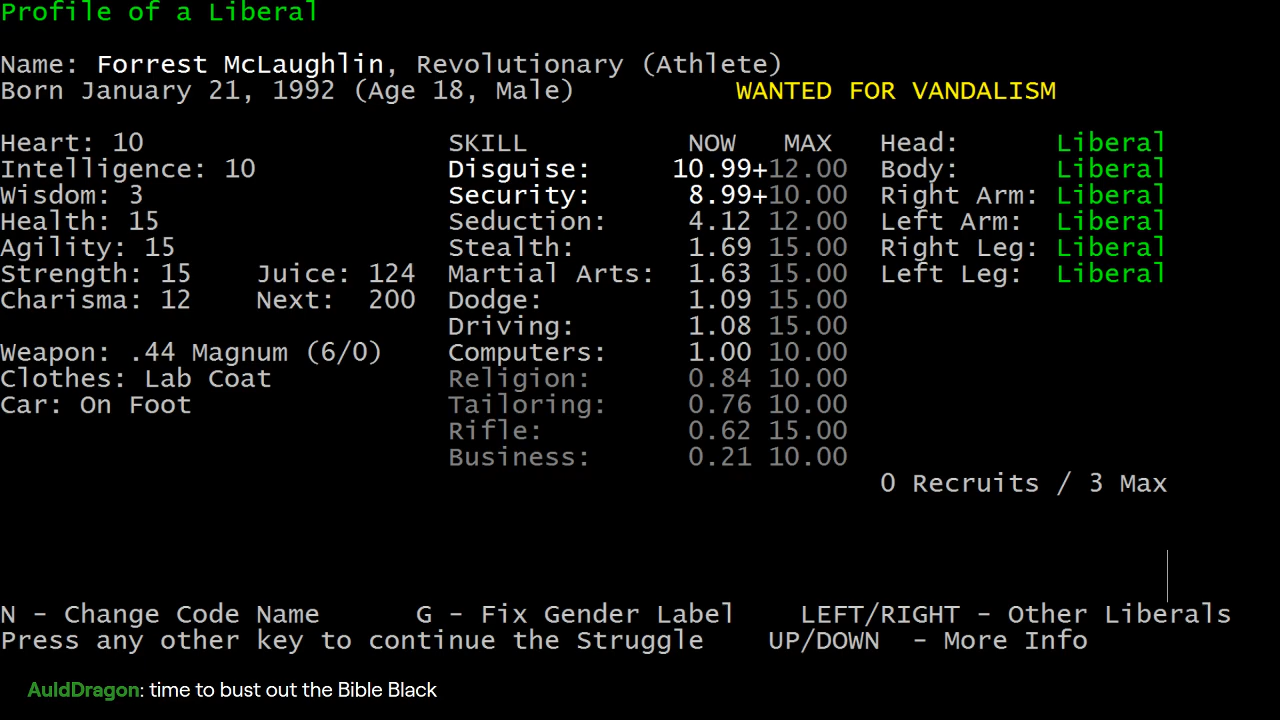 Profile of a Liberal
Name: Forrest McLaughlin, Revolutionary (Athlete)
Born January 21, 1992 (Age 18, Male) WANTED FOR VANDALISM
Heart: 10 SKILL NOW MAX Head: Liberal
Intelligence: 10 Disguise: 10.99+12.00 Body: Liberal
Wisdom: 3 Security: 8.99+10.00 Right Arm: Liberal
Health: 15 Seduction: 4.12 12.00 Left Arm: Liberal
Agility: 15 Stealth: 1.69 15.00 Right Leg: Liberal
Strength: 15 Juice: 124 Martial Arts: 1.63 15.00 Left Leg: Liberal
Charisma: 12 Next: 200 Dodge: 1.09 15.00
Driving: 1.08 15.00
Weapon: .44 Magnum (6/0) Computers: 1.00 10.00
Clothes: Lab Coat Religion: 0.84 10.00
Car: On Foot Tailoring: 0.76 10.00
Rifle: 0.62 15.00
Business: 0.21 10.00
0 Recruits / 3 Max
N - Change Code Name G - Fix Gender Label LEFT/RIGHT - Other Liberals
Press any other key to continue the Struggle UP/DOWN - More Info
AuldDragon: time to bust out the Bible Black